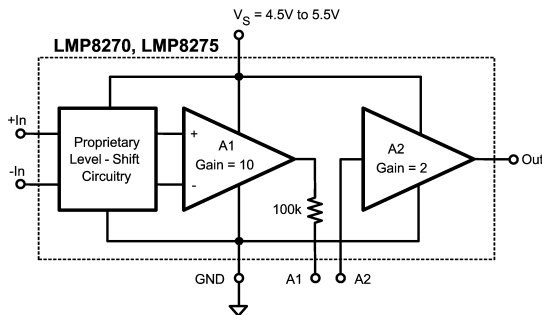 V_S = 4.5V to 5.5V
LMP8270, LMP8275
+In
-In
Proprietary
Level - Shift
Circuitry
+
-
A1
Gain = 10
A2
Gain = 2
Out
100k
GND
A1
A2